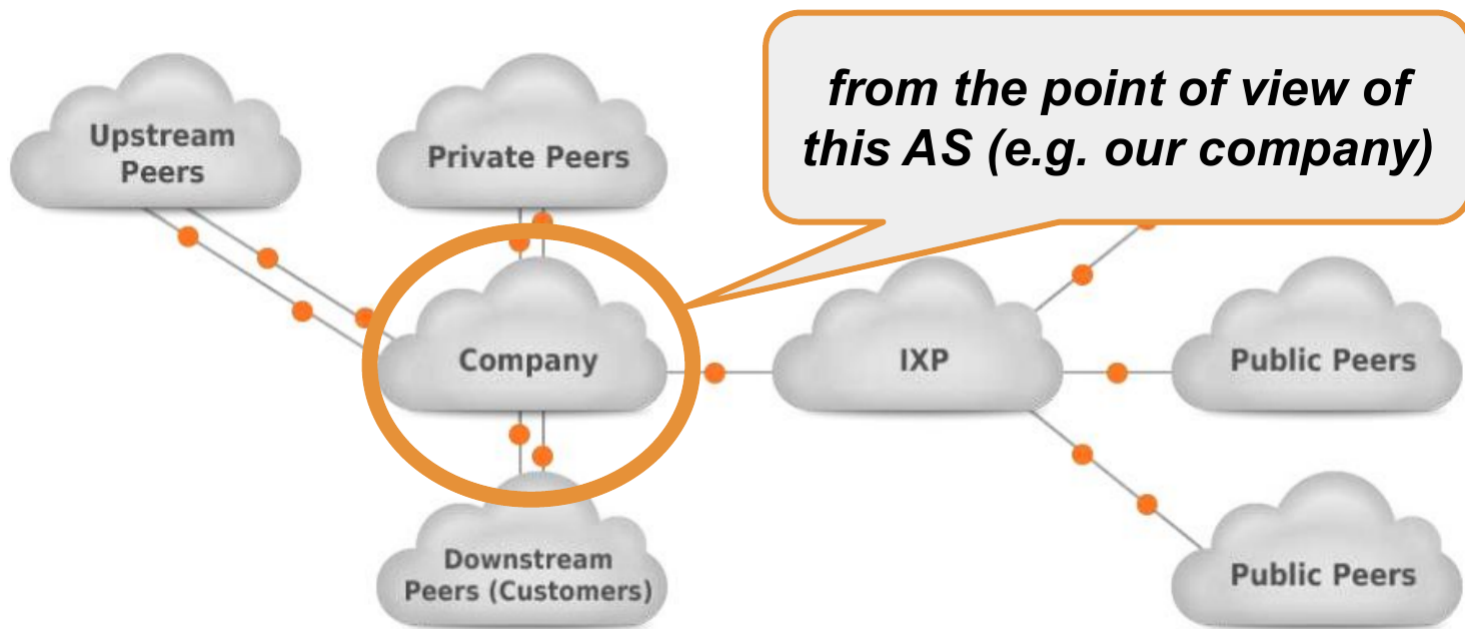 from the point of view of
this AS (e.g. our company)
Upstream
Peers
Private Peers
Company
IXP
Public Peers
Downstream
Peers (Customers)
Public Peers